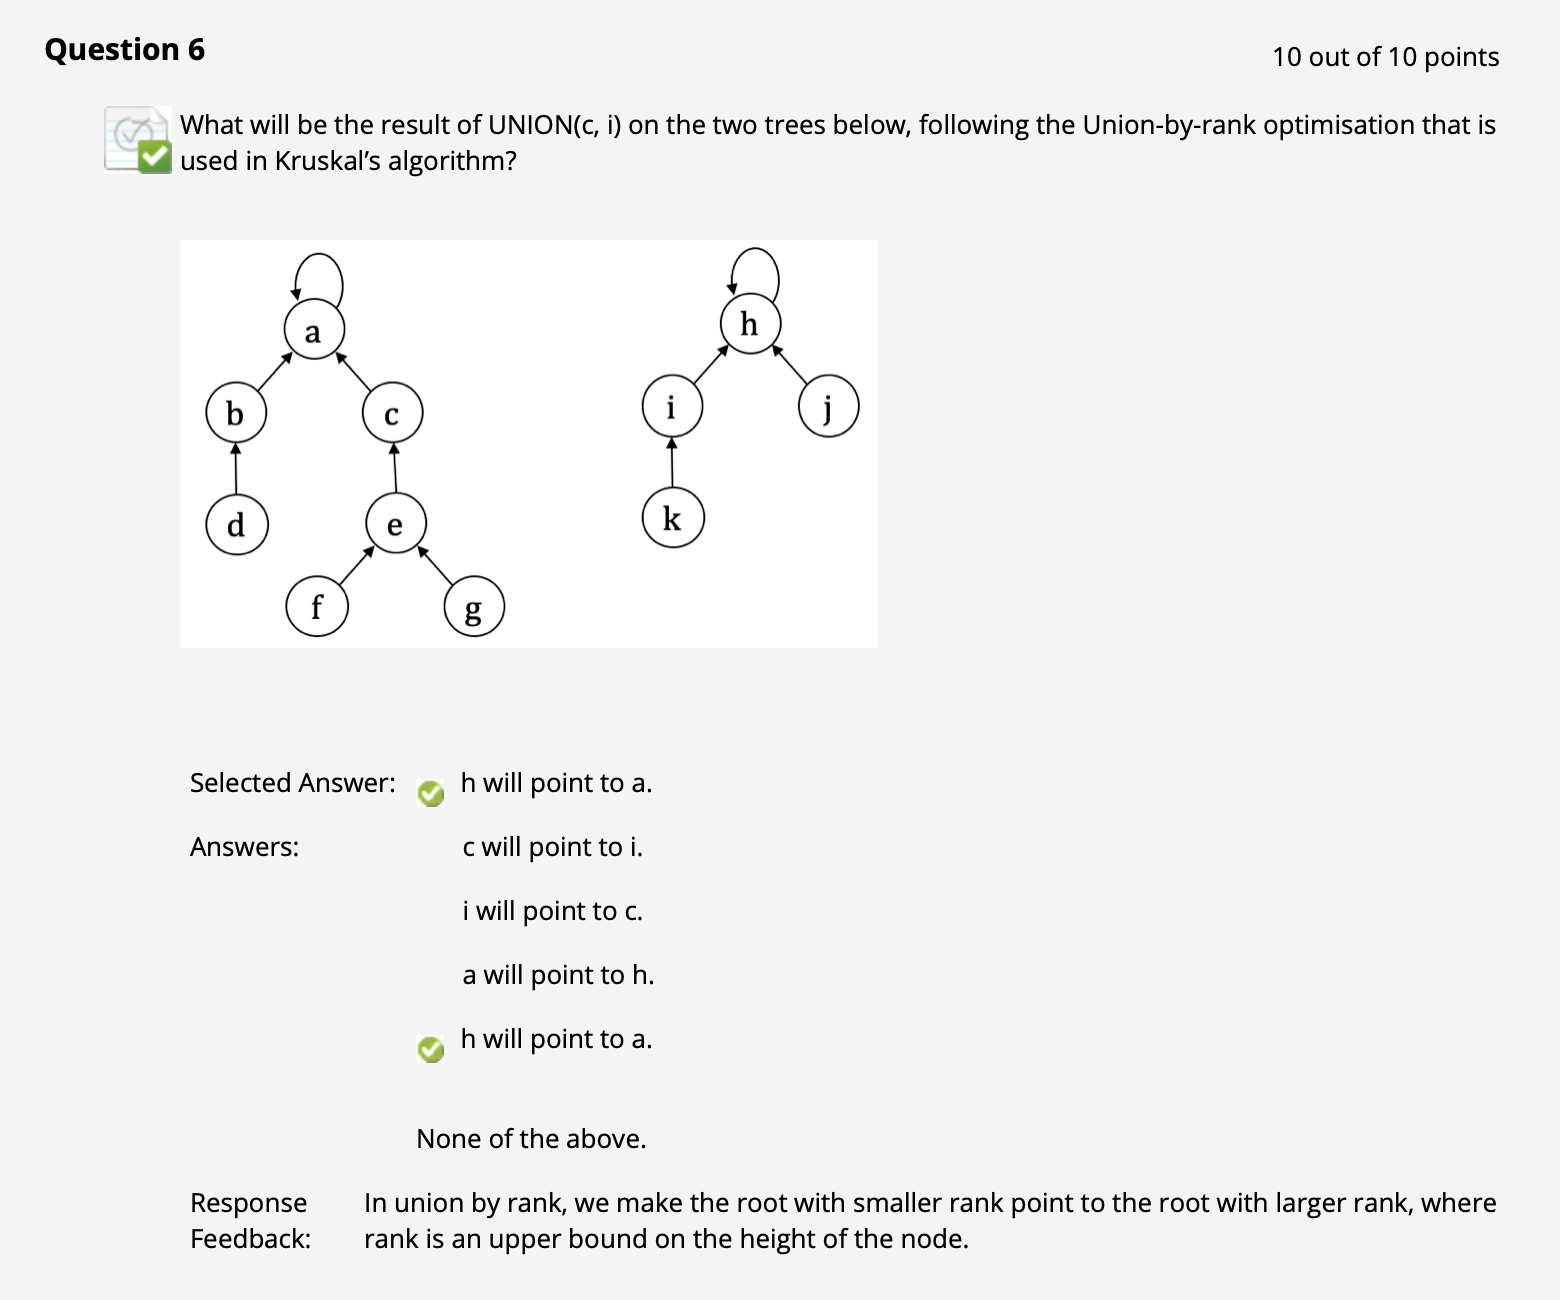 Question 6
10 out of 10 points
What will be the result of UNION(c, i) on the two trees below, following the Union-by-rank optimisation that is
used in Kruskal’s algorithm?
a
h
b
c
i
j
d
e
k
f
g
Selected Answer: h will point to a.
Answers: c will point to i.
i will point to c.
a will point to h.
h will point to a.
None of the above.
Response In union by rank, we make the root with smaller rank point to the root with larger rank, where
Feedback: rank is an upper bound on the height of the node.